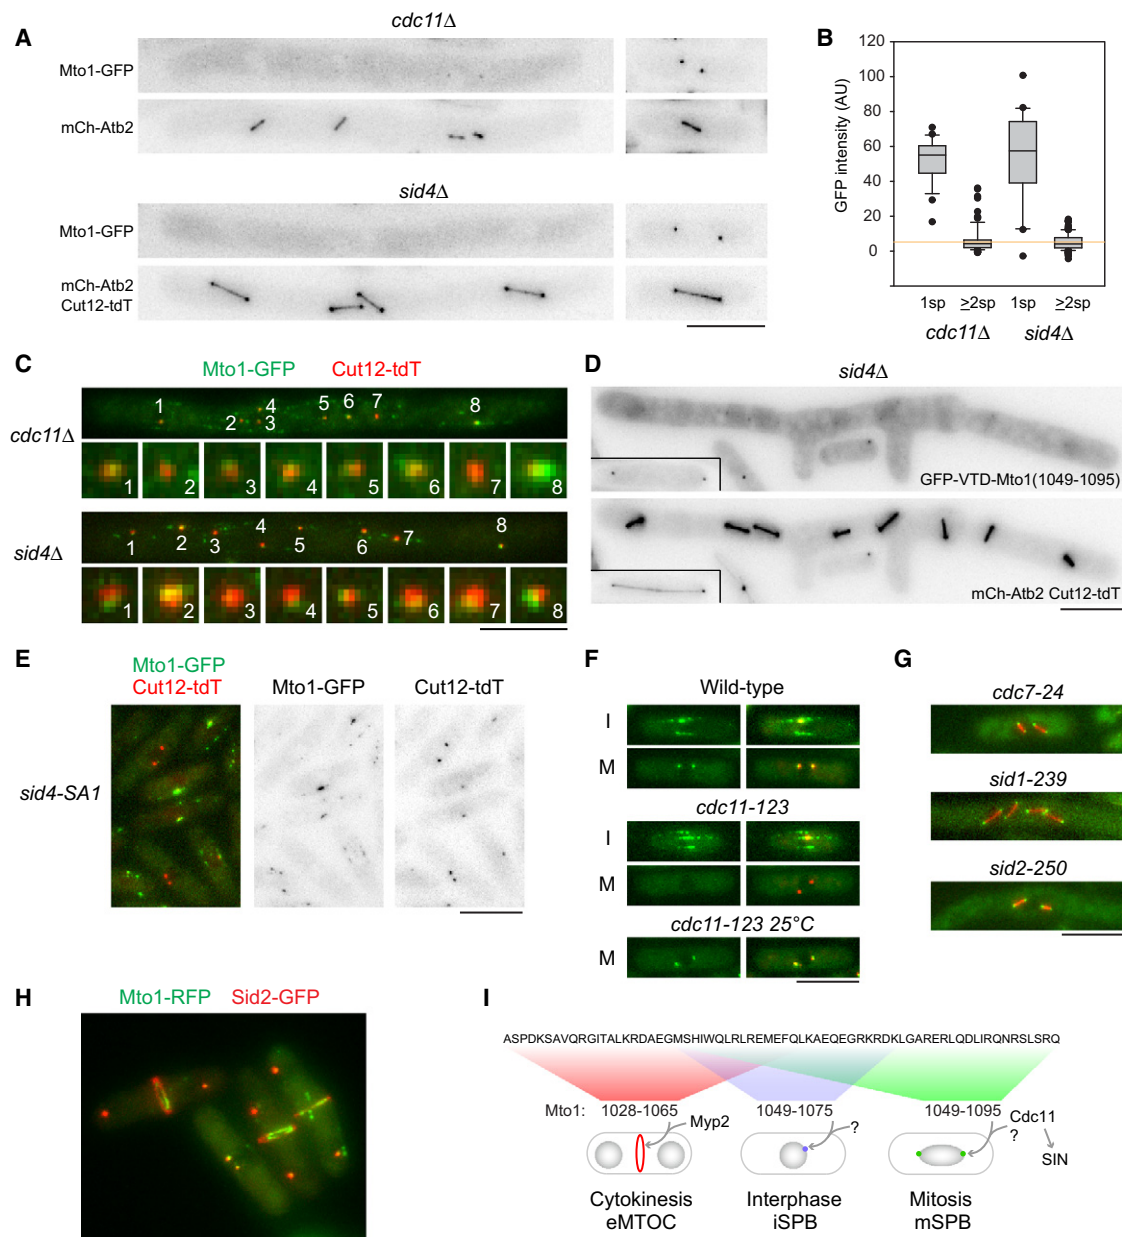 A
cdc11Δ
Mto1-GFP
mCh-Atb2
sid4Δ
Mto1-GFP
mCh-Atb2
Cut12-tdT
B
GFP intensity (AU)
120
100
80
60
40
20
0
1sp ≥2sp 1sp ≥2sp
cdc11Δ sid4Δ
C
Mto1-GFP Cut12-tdT
cdc11Δ
1 2 3 4 5 6 7 8
1 2 3 4 5 6 7 8
sid4Δ
1 2 3 4 5 6 7 8
1 2 3 4 5 6 7 8
D
sid4Δ
GFP-VTD-Mto1(1049-1095)
mCh-Atb2 Cut12-tdT
E
Mto1-GFP
Cut12-tdT
Mto1-GFP
Cut12-tdT
sid4-SA1
F
Wild-type
I
M
cdc11-123
I
M
cdc11-123 25°C
M
G
cdc7-24
sid1-239
sid2-250
H
Mto1-RFP Sid2-GFP
I
ASPDKSAVQRGITALKRDAEGMSHIWQLRLREMEFQLKAEQEGRKRDKLGARERLQDLIRQNRSLSRQ
Mto1: 1028-1065 1049-1075 1049-1095
Myp2
?
Cdc11
?
SIN
Cytokinesis
eMTOC
Interphase
iSPB
Mitosis
mSPB